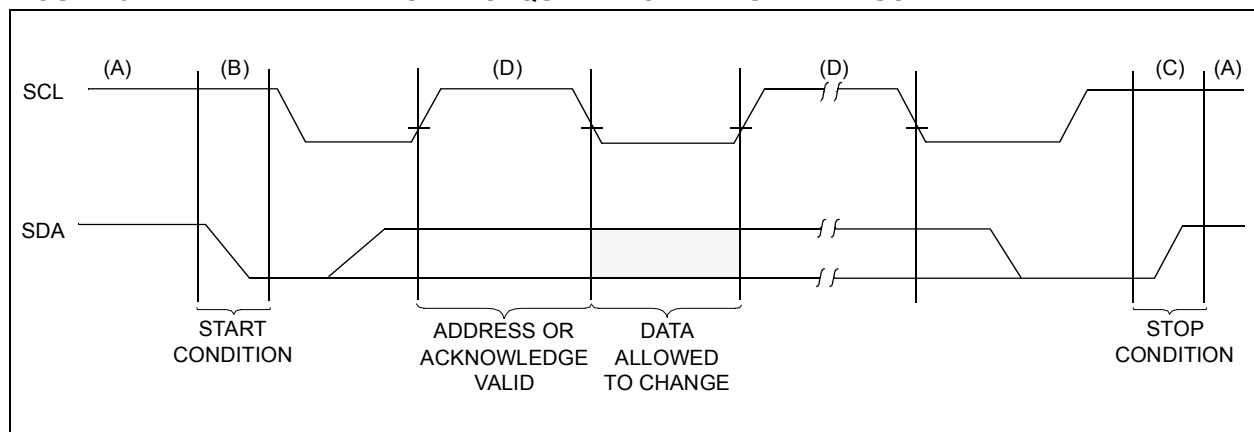 (A) (B) (D) (D) (C) (A)
SCL
SDA
START
CONDITION
ADDRESS OR
ACKNOWLEDGE
VALID
DATA
ALLOWED
TO CHANGE
STOP
CONDITION